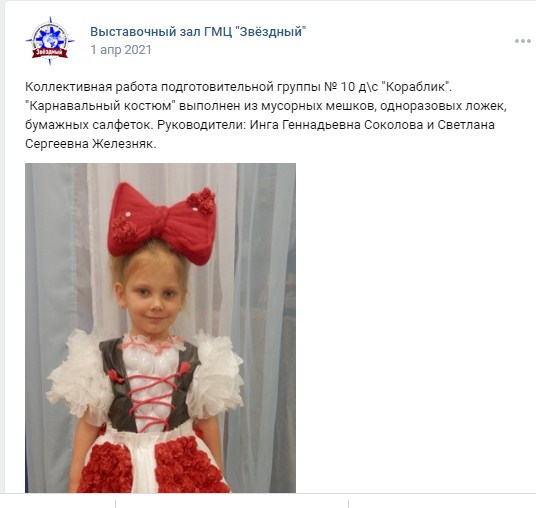 Выставочный зал ГМЦ "Звёздный"
1 апр 2021
Коллективная работа подготовительной группы № 10 д\с "Кораблик".
"Карнавальный костюм" выполнен из мусорных мешков, одноразовых ложек,
бумажных салфеток. Руководители: Инга Геннадьевна Соколова и Светлана
Сергеевна Железняк.
Звёздный